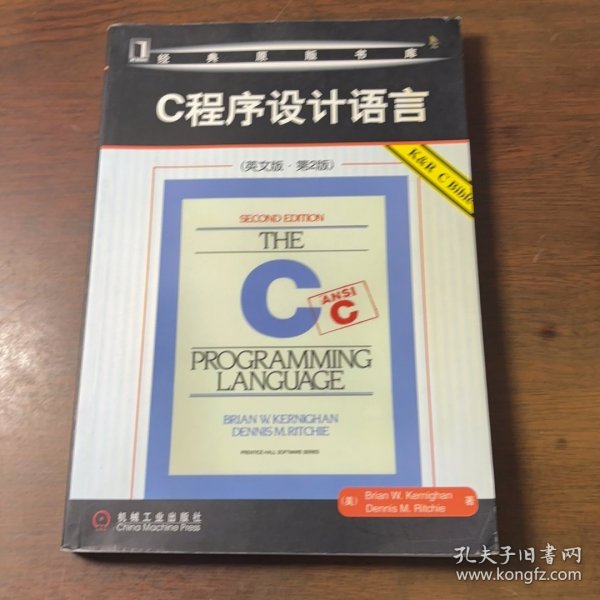 经典原版书库
C程序设计语言
(英文版·第2版)
K&R C Bible
SECOND EDITION
THE
C
ANSI
C
PROGRAMMING
LANGUAGE
BRIAN W. KERNIGHAN
DENNIS M. RITCHIE
PRENTICE-HALL SOFTWARE SERIES
(美) Brian W. Kernighan
Dennis M. Ritchie 著
机械工业出版社
China Machine Press
孔夫子旧书网
www.kongfz.com